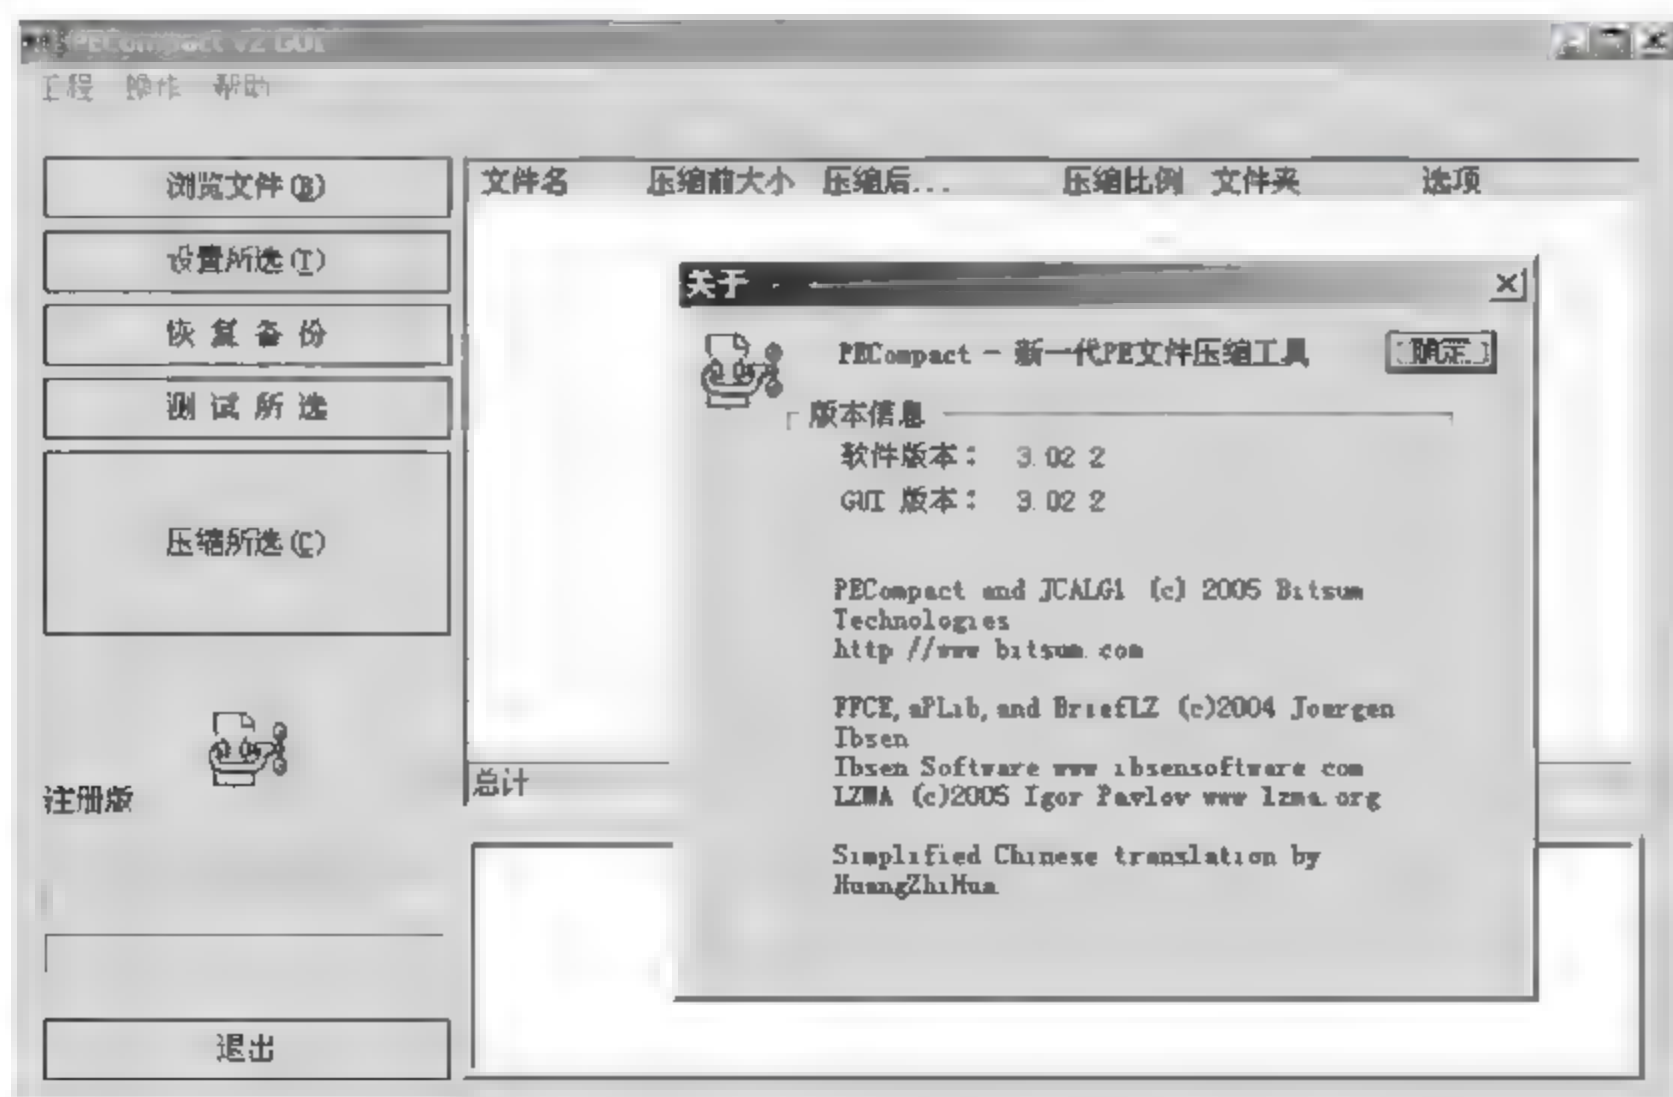 PECompact v2 GUI
工程 操作 帮助
浏览文件(B)
设置所选(T)
恢复备份
测试所选
压缩所选(C)
注册版
退出
文件名 压缩前大小 压缩后... 压缩比例 文件夹 选项
总计
关于
PECompact - 新一代PE文件压缩工具
确定
版本信息
软件版本： 3.02.2
GUI 版本： 3.02.2
PECompact and JCALG1 (c) 2005 Bitsum
Technologies
http://www.bitsum.com
PFCE,aPLib,and BriefLZ (c)2004 Joergen
Ibsen
Ibsen Software www.ibsensoftware.com
LZMA (c)2005 Igor Pavlov www.lzma.org
Simplified Chinese translation by
HuangZhiHua